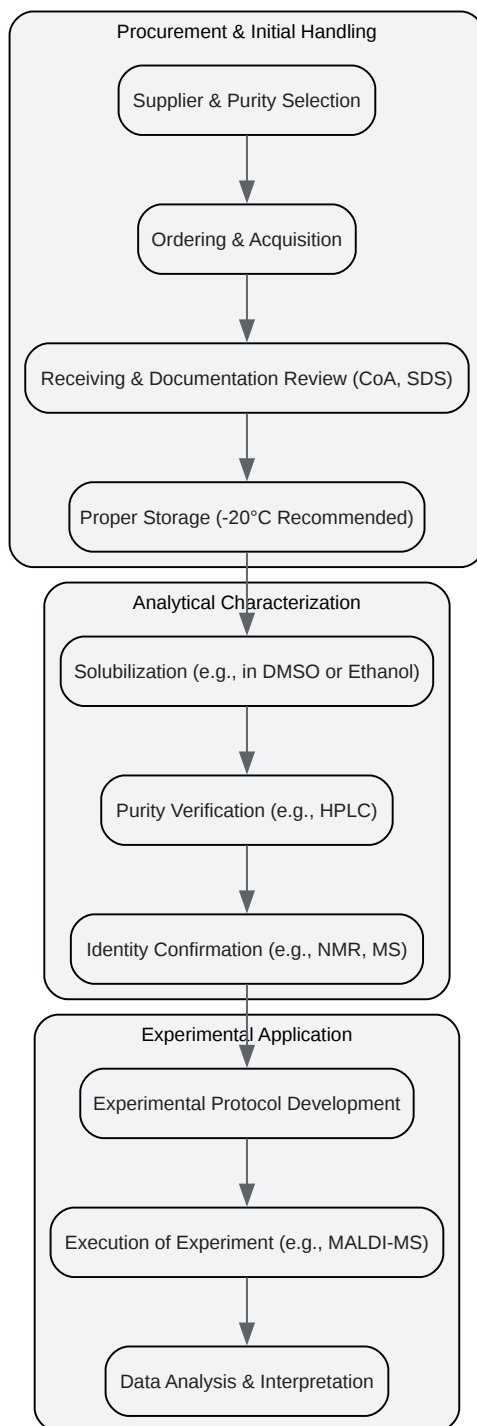 Procurement & Initial Handling
Supplier & Purity Selection
Ordering & Acquisition
Receiving & Documentation Review (CoA, SDS)
Proper Storage (-20°C Recommended)
Analytical Characterization
Solubilization (e.g., in DMSO or Ethanol)
Purity Verification (e.g., HPLC)
Identity Confirmation (e.g., NMR, MS)
Experimental Application
Experimental Protocol Development
Execution of Experiment (e.g., MALDI-MS)
Data Analysis & Interpretation